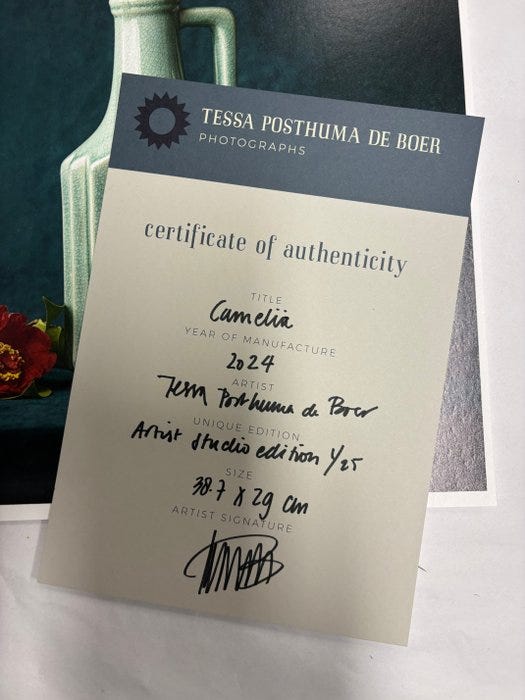 TESSA POSTHUMA DE BOER
PHOTOGRAPHS
certificate of authenticity
TITLE
Camelia
YEAR OF MANUFACTURE
2024
ARTIST
Tessa Posthuma de Boer
UNIQUE EDITION
Artist studio edition 1/25
SIZE
38.7 x 29 cm
ARTIST SIGNATURE